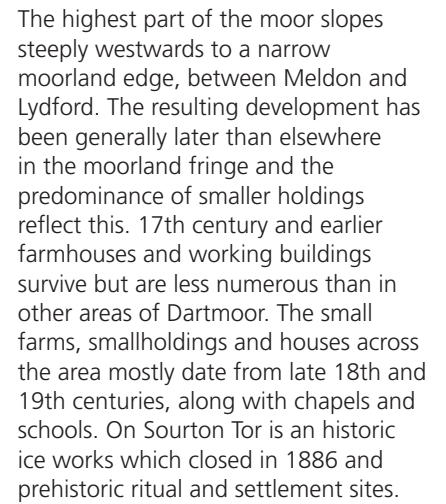 The highest part of the moor slopes
steeply westwards to a narrow
moorland edge, between Meldon and
Lydford. The resulting development has
been generally later than elsewhere
in the moorland fringe and the
predominance of smaller holdings
reflect this. 17th century and earlier
farmhouses and working buildings
survive but are less numerous than in
other areas of Dartmoor. The small
farms, smallholdings and houses across
the area mostly date from late 18th and
19th centuries, along with chapels and
schools. On Sourton Tor is an historic
ice works which closed in 1886 and
prehistoric ritual and settlement sites.